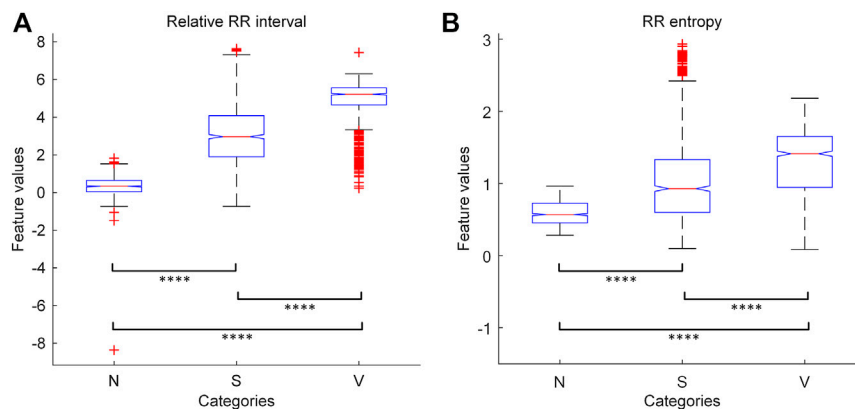 A
Relative RR interval
8
6
4
2
0
-2
-4
-6
-8
Feature values
****
****
****
N S V
Categories
B
RR entropy
3
2
1
0
-1
Feature values
****
****
****
N S V
Categories